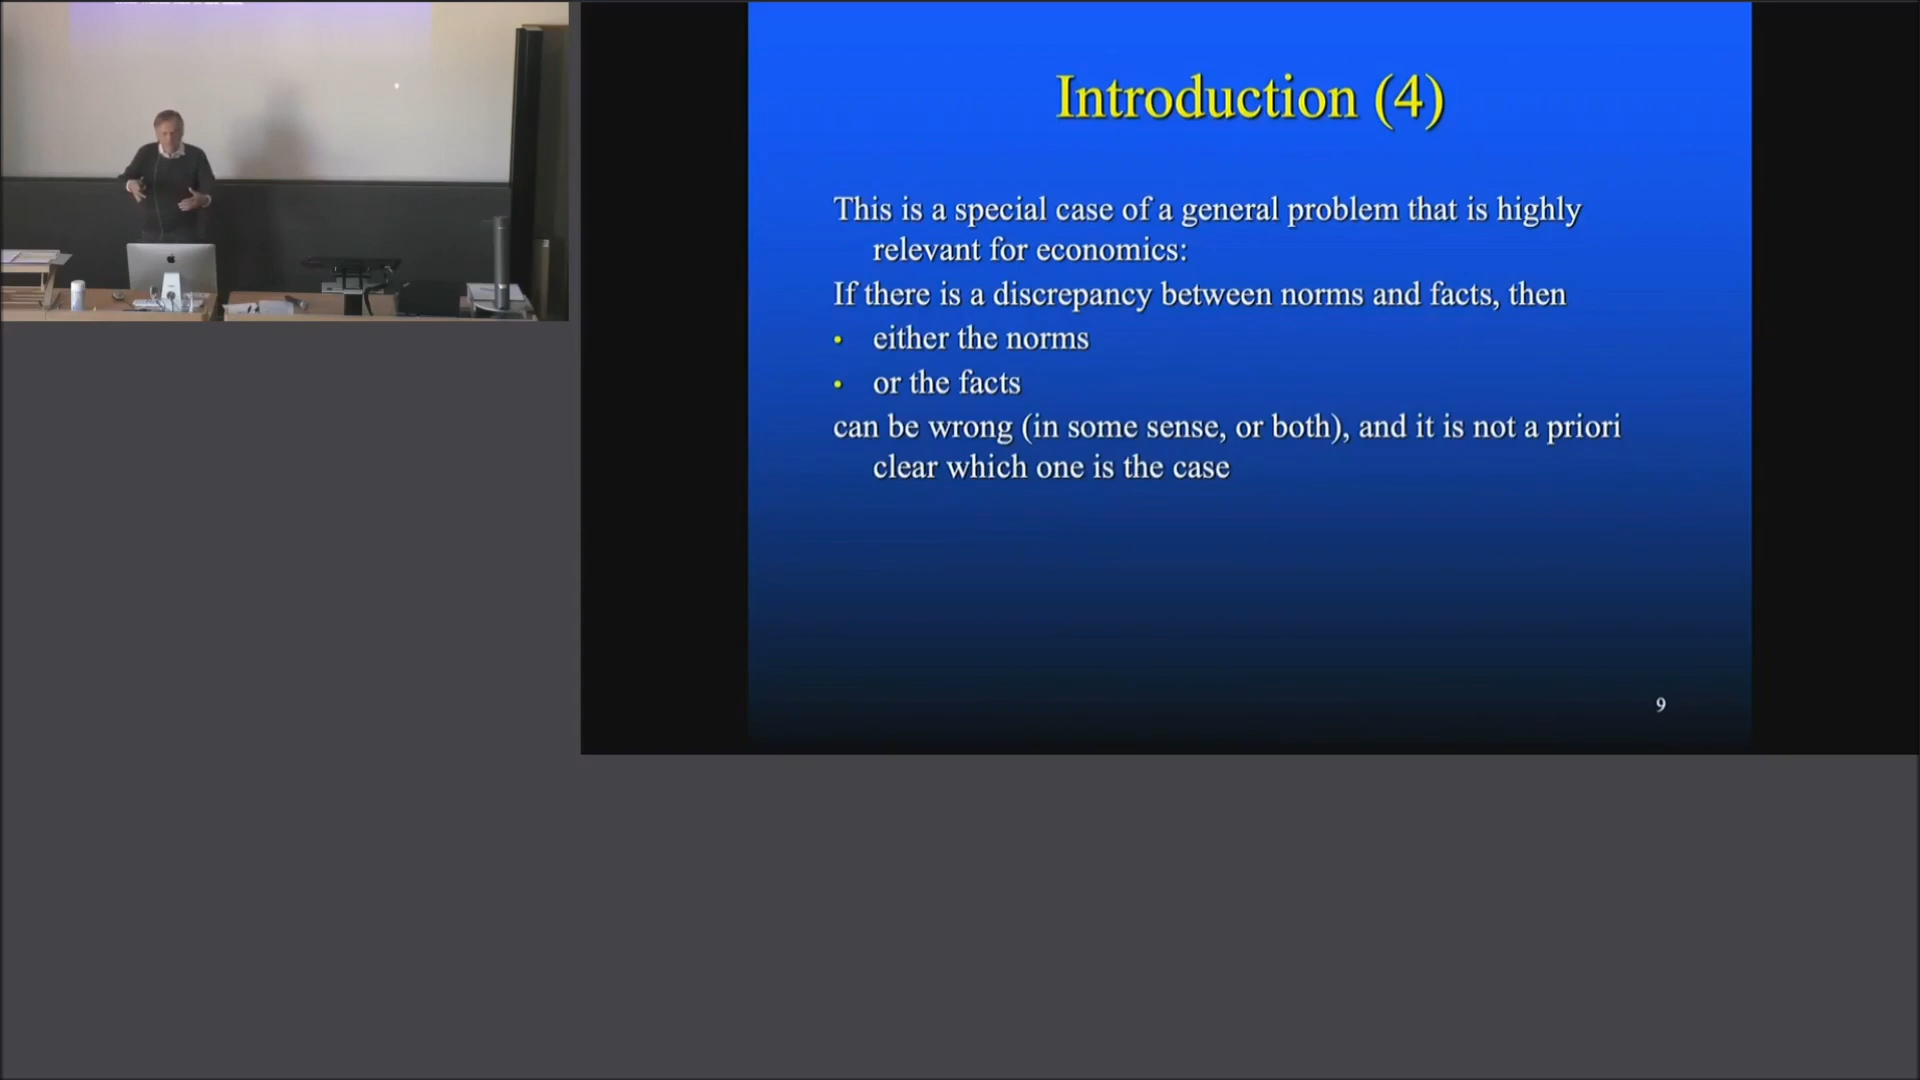 Introduction (4)
This is a special case of a general problem that is highly
relevant for economics:
If there is a discrepancy between norms and facts, then
• either the norms
• or the facts
can be wrong (in some sense, or both), and it is not a priori
clear which one is the case
9